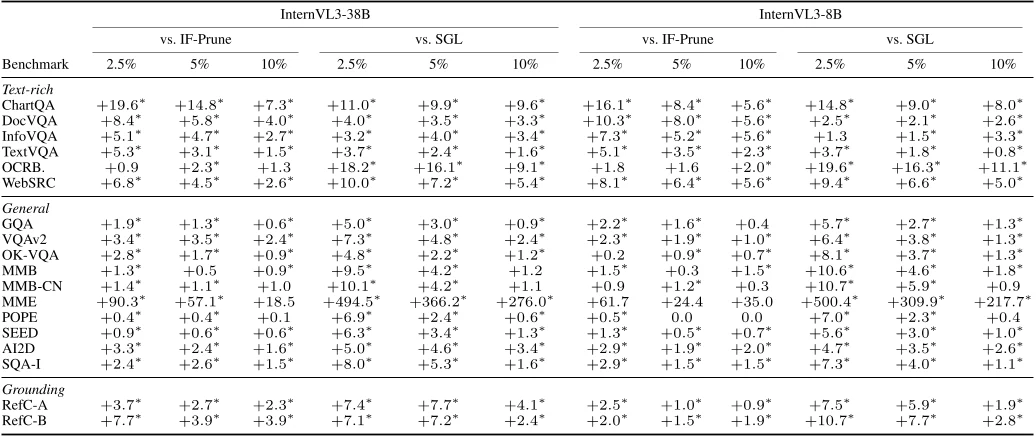 InternVL3-38B InternVL3-8B
vs. IF-Prune vs. SGL vs. IF-Prune vs. SGL
Benchmark 2.5% 5% 10% 2.5% 5% 10% 2.5% 5% 10% 2.5% 5% 10%
Text-rich
ChartQA +19.6* +14.8* +7.3* +11.0* +9.9* +9.6* +16.1* +8.4* +5.6* +14.8* +9.0* +8.0*
DocVQA +8.4* +5.8* +4.0* +4.0* +3.5* +3.3* +10.3* +8.0* +5.6* +2.5* +2.1* +2.6*
InfoVQA +5.1* +4.7* +2.7* +3.2* +4.0* +3.4* +7.3* +5.2* +5.6* +1.3 +1.5* +3.3*
TextVQA +5.3* +3.1* +1.5* +3.7* +2.4* +1.6* +5.1* +3.5* +2.3* +3.7* +1.8* +0.8*
OCRB. +0.9 +2.3* +1.3 +18.2* +16.1* +9.1* +1.8 +1.6 +2.0* +19.6* +16.3* +11.1*
WebSRC +6.8* +4.5* +2.6* +10.0* +7.2* +5.4* +8.1* +6.4* +5.6* +9.4* +6.6* +5.0*
General
GQA +1.9* +1.3* +0.6* +5.0* +3.0* +0.9* +2.2* +1.6* +0.4 +5.7* +2.7* +1.3*
VQAv2 +3.4* +3.5* +2.4* +7.3* +4.8* +2.4* +2.3* +1.9* +1.0* +6.4* +3.8* +1.3*
OK-VQA +2.8* +1.7* +0.9* +4.8* +2.2* +1.2* +0.2 +0.9* +0.7* +8.1* +3.7* +1.3*
MMB +1.3* +0.5 +0.9* +9.5* +4.2* +1.2 +1.5* +0.3 +1.5* +10.6* +4.6* +1.8*
MMB-CN +1.4* +1.1* +1.0 +10.1* +4.2* +1.1 +0.9 +1.2* +0.3 +10.7* +5.9* +0.9
MME +90.3* +57.1* +18.5 +494.5* +366.2* +276.0* +61.7 +24.4 +35.0 +500.4* +309.9* +217.7*
POPE +0.4* +0.4* +0.1 +6.9* +2.4* +0.6* +0.5* 0.0 0.0 +7.0* +2.3* +0.4
SEED +0.9* +0.6* +0.6* +6.3* +3.4* +1.3* +1.3* +0.5* +0.7* +5.6* +3.0* +1.0*
AI2D +3.3* +2.4* +1.6* +5.0* +4.6* +3.4* +2.9* +1.9* +2.0* +4.7* +3.5* +2.6*
SQA-I +2.4* +2.6* +1.5* +8.0* +5.3* +1.6* +2.9* +1.5* +1.5* +7.3* +4.0* +1.1*
Grounding
RefC-A +3.7* +2.7* +2.3* +7.4* +7.7* +4.1* +2.5* +1.0* +0.9* +7.5* +5.9* +1.9*
RefC-B +7.7* +3.9* +3.9* +7.1* +7.2* +2.4* +2.0* +1.5* +1.9* +10.7* +7.7* +2.8*